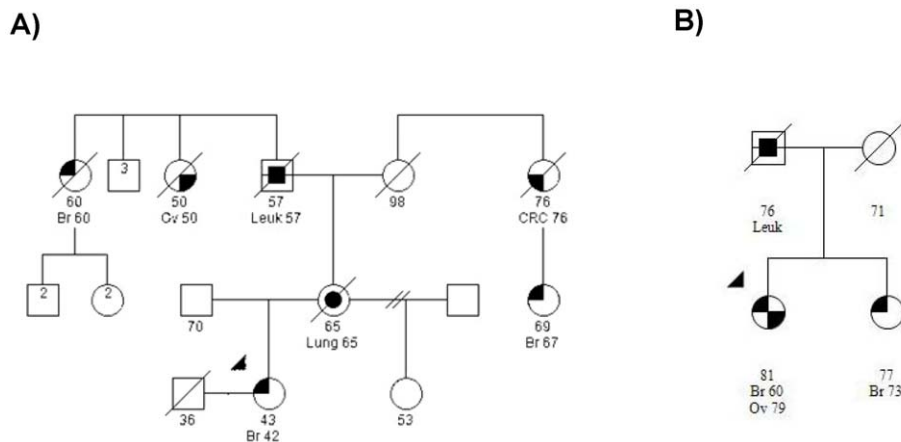 A)
B)
3
60
Br 60
50
Ov 50
57
Leuk 57
98
76
CRC 76
2
2
70
65
Lung 65
69
Br 67
36
43
Br 42
53
76
Leuk
71
81
Br 60
Ov 79
77
Br 73